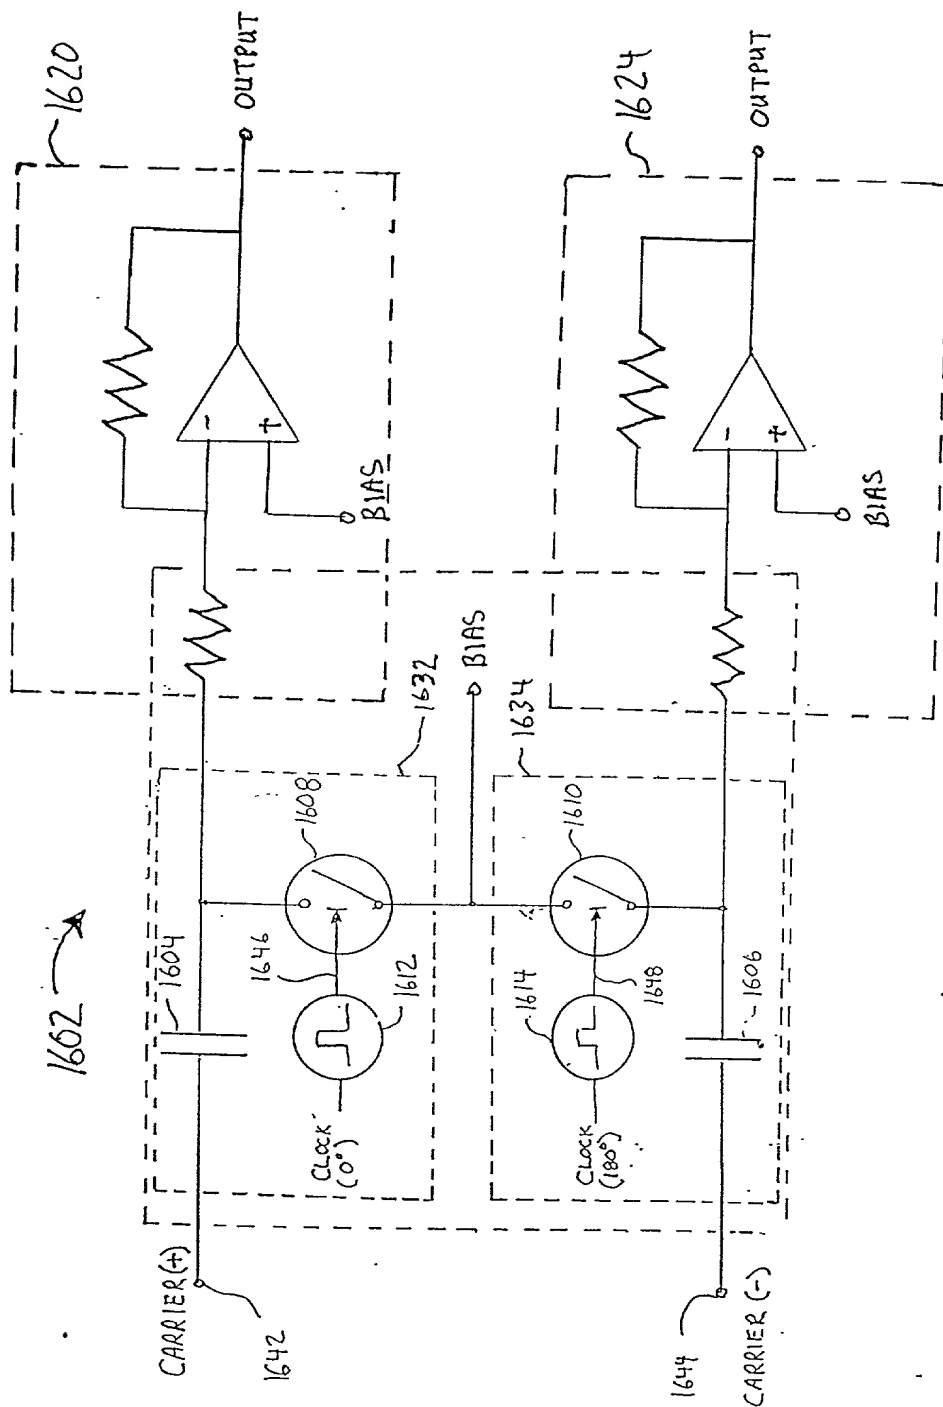 1602
1620
OUTPUT
BIAS
1604
CARRIER (+)
1642
1608
1646
1612
CLOCK
(0°)
1632
BIAS
1634
1614
1610
1648
CLOCK
(180°)
1606
1644
CARRIER (-)
1624
OUTPUT
BIAS
-
+
-
+